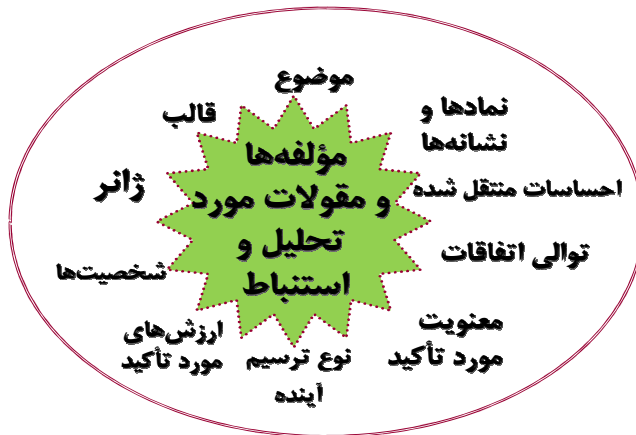 موضوع
نمادها و
نشانه‌ها
احساسات منتقل شده
توالی اتفاقات
معنویت
مورد تأکید
نوع ترسیم
آینده
ارزش‌های
مورد تأکید
شخصیت‌ها
ژانر
قالب
مؤلفه‌ها
و مقولات مورد
تحلیل و
استنباط